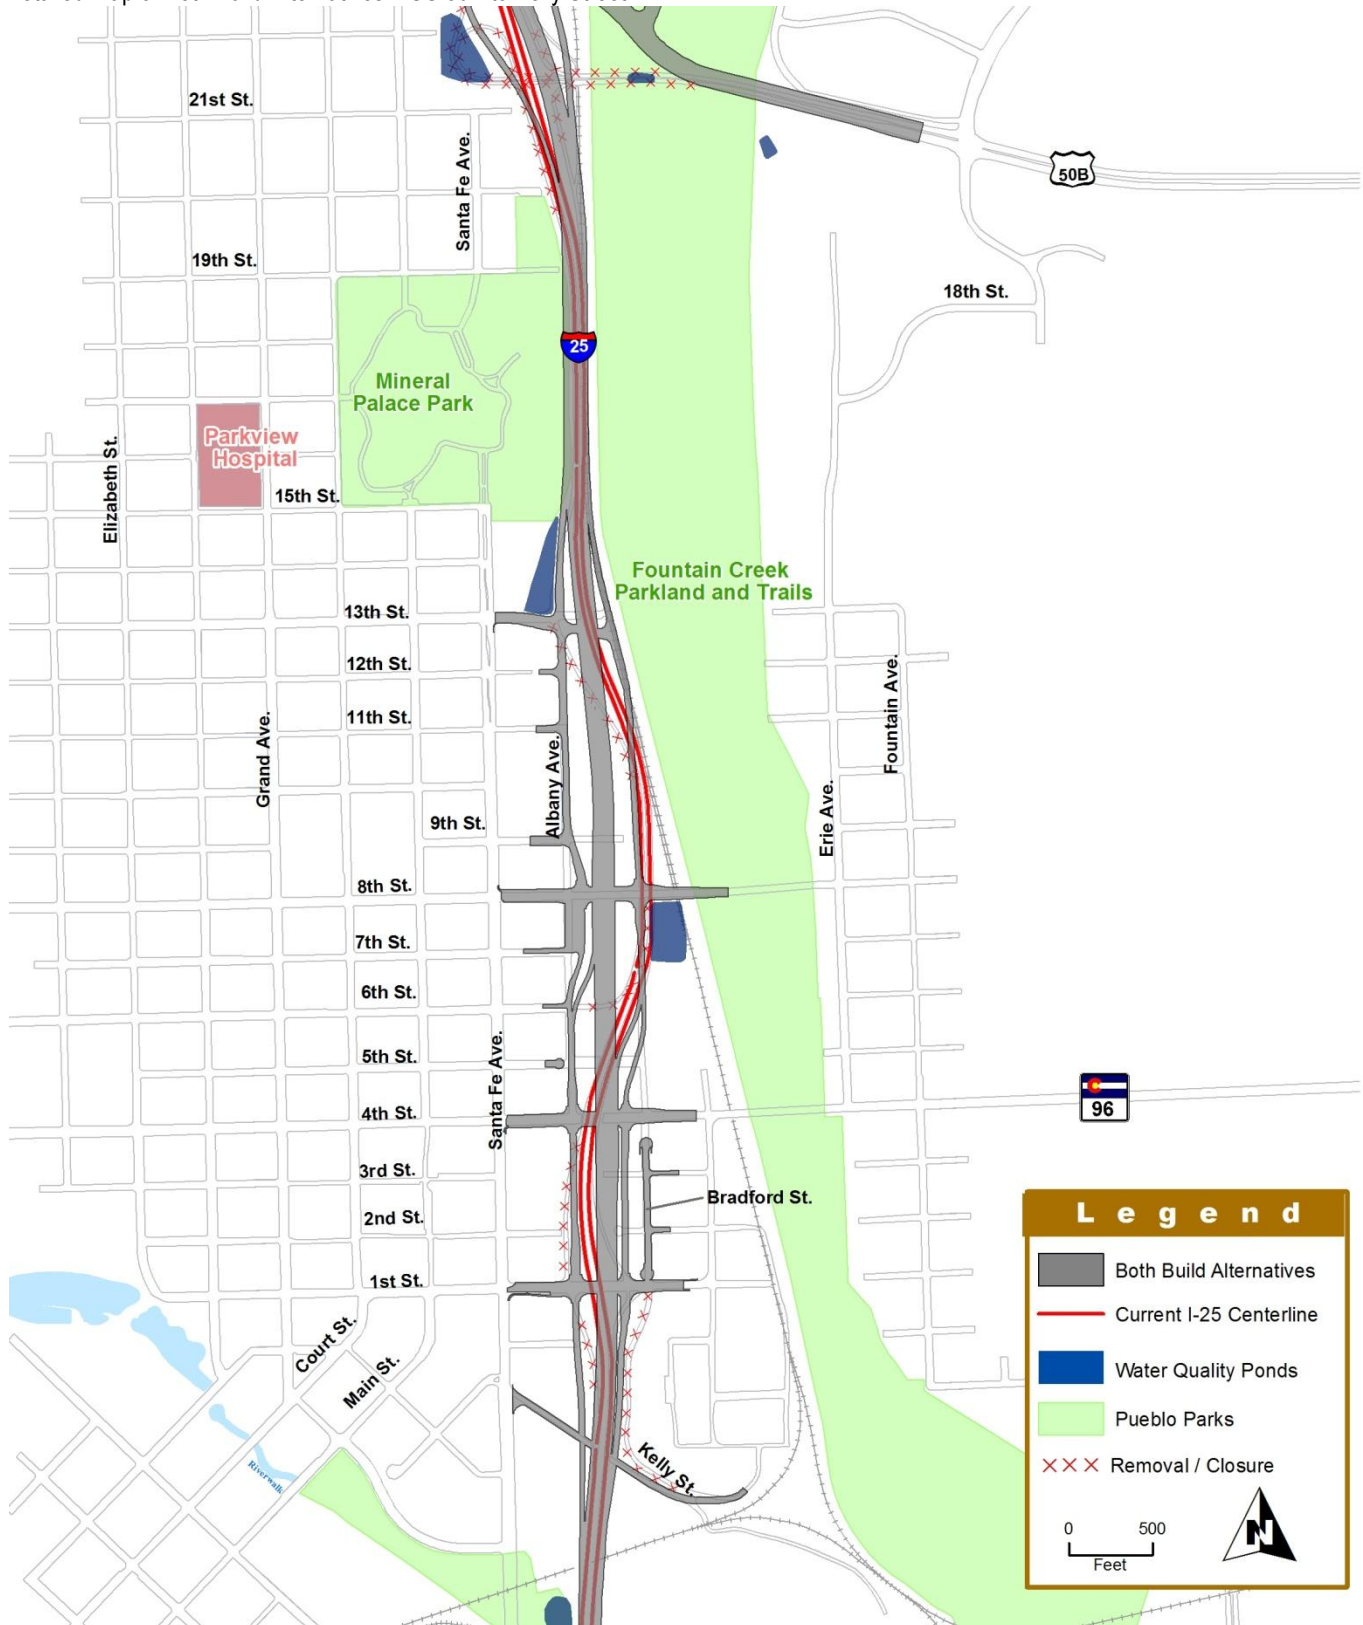 21st St.
Santa Fe Ave.
50B
19th St.
18th St.
25
Mineral
Palace Park
Parkview
Hospital
Elizabeth St.
15th St.
Fountain Creek
Parkland and Trails
13th St.
12th St.
11th St.
Grand Ave.
Albany Ave.
Fountain Ave.
Erie Ave.
9th St.
8th St.
7th St.
6th St.
5th St.
Santa Fe Ave.
4th St.
96
3rd St.
Bradford St.
2nd St.
1st St.
Court St.
Main St.
Kelly St.
Riverwalk
Legend
Both Build Alternatives
Current I-25 Centerline
Water Quality Ponds
Pueblo Parks
Removal / Closure
0 500
Feet
N